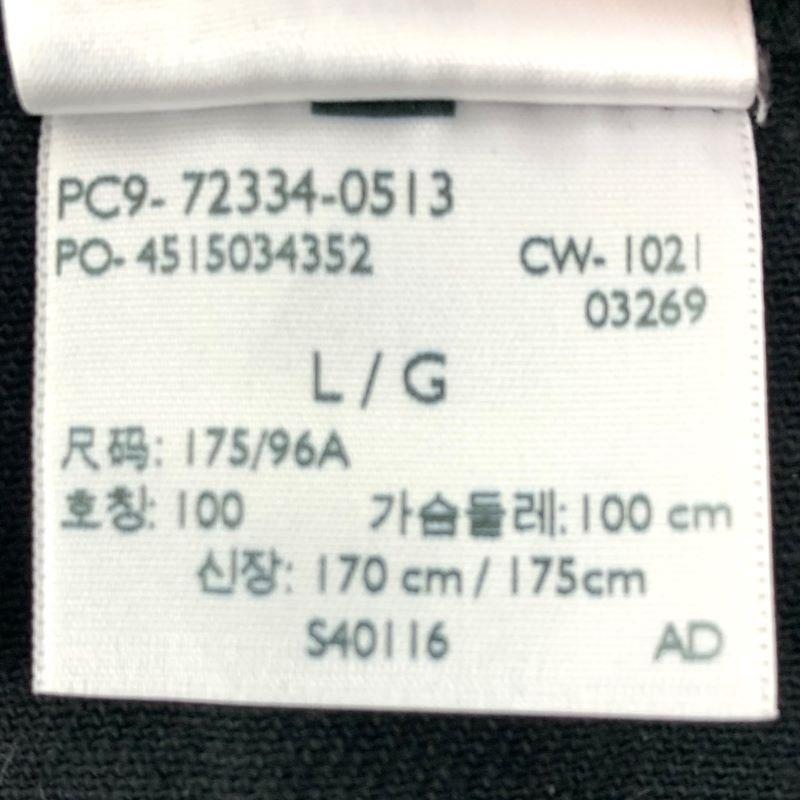 PC9- 72334-0513
PO- 4515034352 CW- 1021
03269
L / G
尺码: 175/96A
호칭: 100 가슴둘레: 100 cm
신장: 170 cm / 175cm
S40116 AD